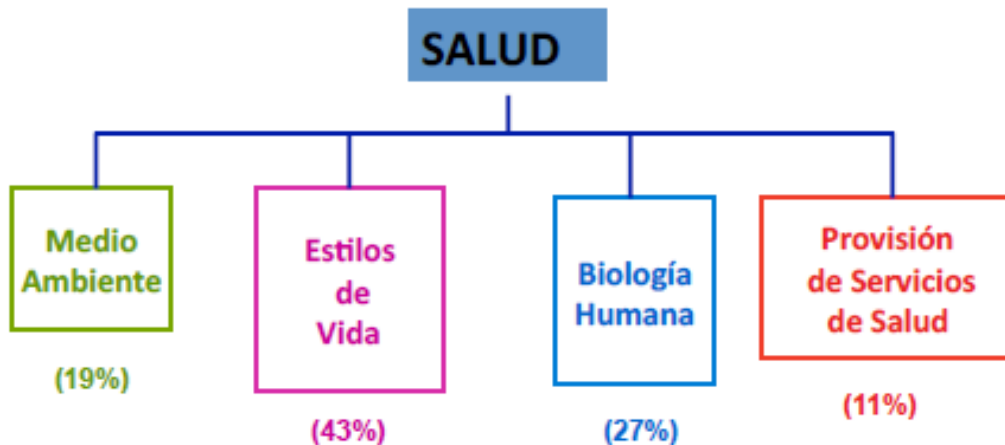 SALUD
Medio
Ambiente
(19%)
Estilos
de
Vida
(43%)
Biología
Humana
(27%)
Provisión
de Servicios
de Salud
(11%)